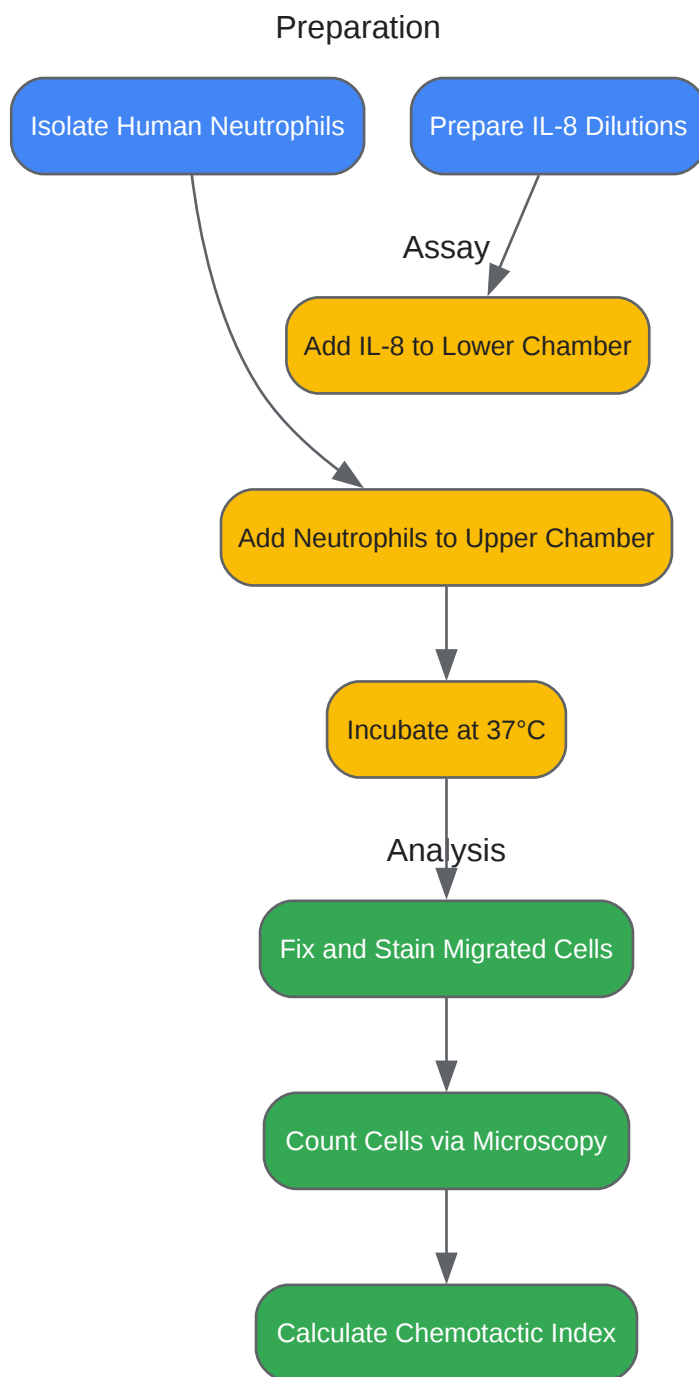 Preparation
Isolate Human Neutrophils
Prepare IL-8 Dilutions
Assay
Add IL-8 to Lower Chamber
Add Neutrophils to Upper Chamber
Incubate at 37°C
Analysis
Fix and Stain Migrated Cells
Count Cells via Microscopy
Calculate Chemotactic Index